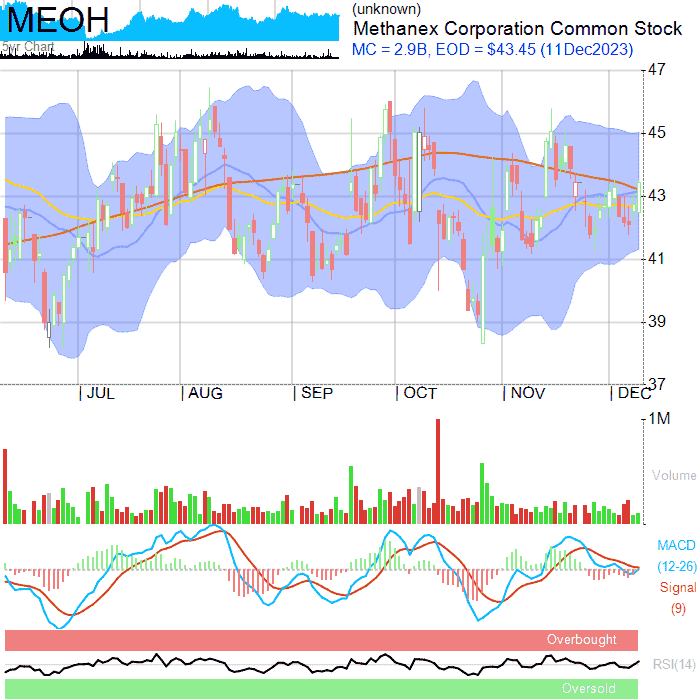 MEOH
5yr Chart
(unknown)
Methanex Corporation Common Stock
MC = 2.9B, EOD = $43.45 (11Dec2023)
47
45
43
41
39
37
JUL
AUG
SEP
OCT
NOV
DEC
1M
Volume
MACD
(12-26)
Signal
(9)
Overbought
RSI(14)
Oversold